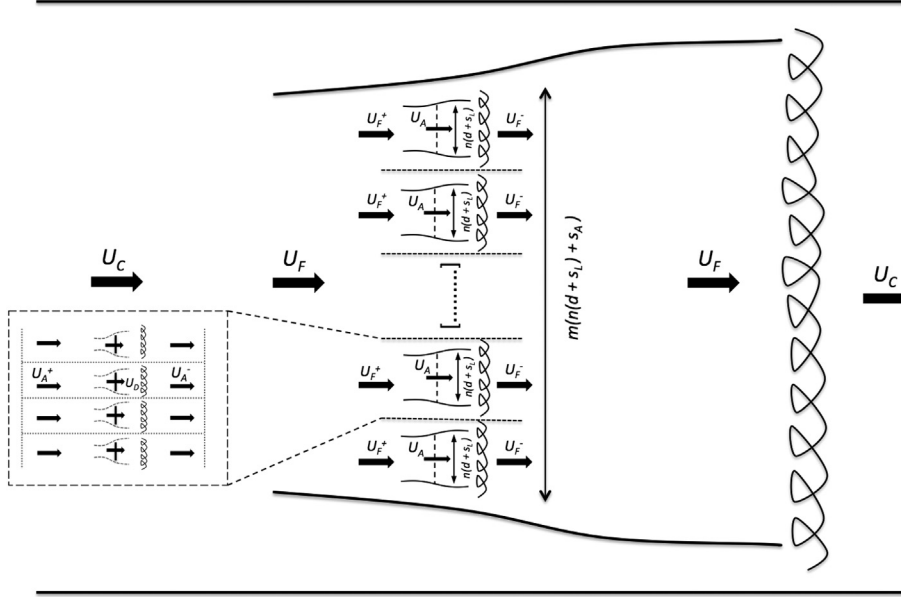 U_F^+ U_A n(d+s_L) U_F^-
U_F^+ U_A n(d+s_L) U_F^-
U_C U_F m(n(d+s_L)+s_A) U_F U_C
U_A^+ U_D U_A^-
U_F^+ U_A n(d+s_L) U_F^-
U_F^+ U_A n(d+s_L) U_F^-